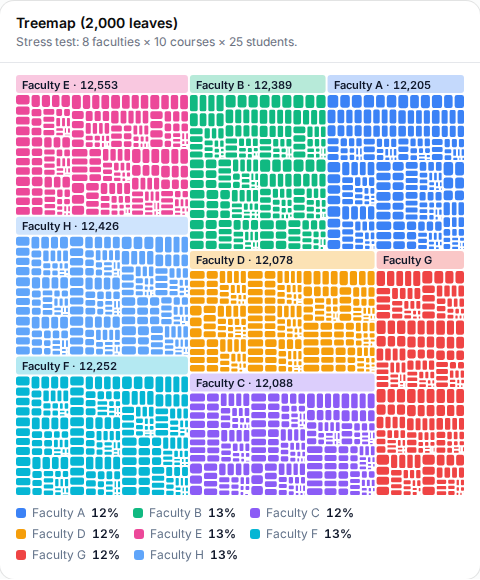 Treemap (2,000 leaves)
Stress test: 8 faculties × 10 courses × 25 students.
Faculty E · 12,553
Faculty B · 12,389
Faculty A · 12,205
Faculty H · 12,426
Faculty D · 12,078
Faculty G
Faculty F · 12,252
Faculty C · 12,088
Faculty A 12%
Faculty B 13%
Faculty C 12%
Faculty D 12%
Faculty E 13%
Faculty F 13%
Faculty G 12%
Faculty H 13%